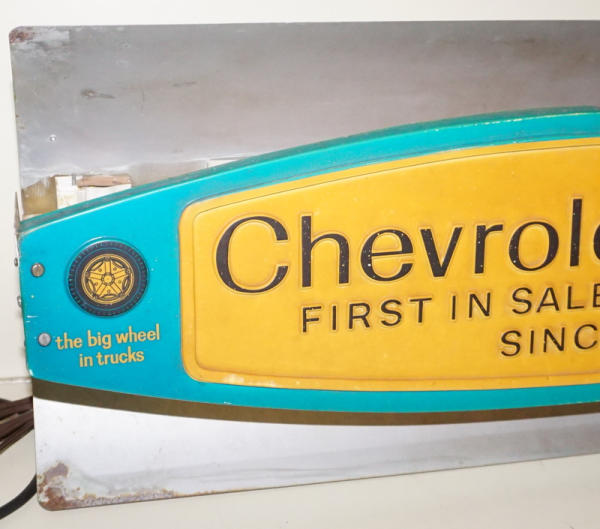 Chevrol
FIRST IN SALE
SINC
the big wheel
in trucks